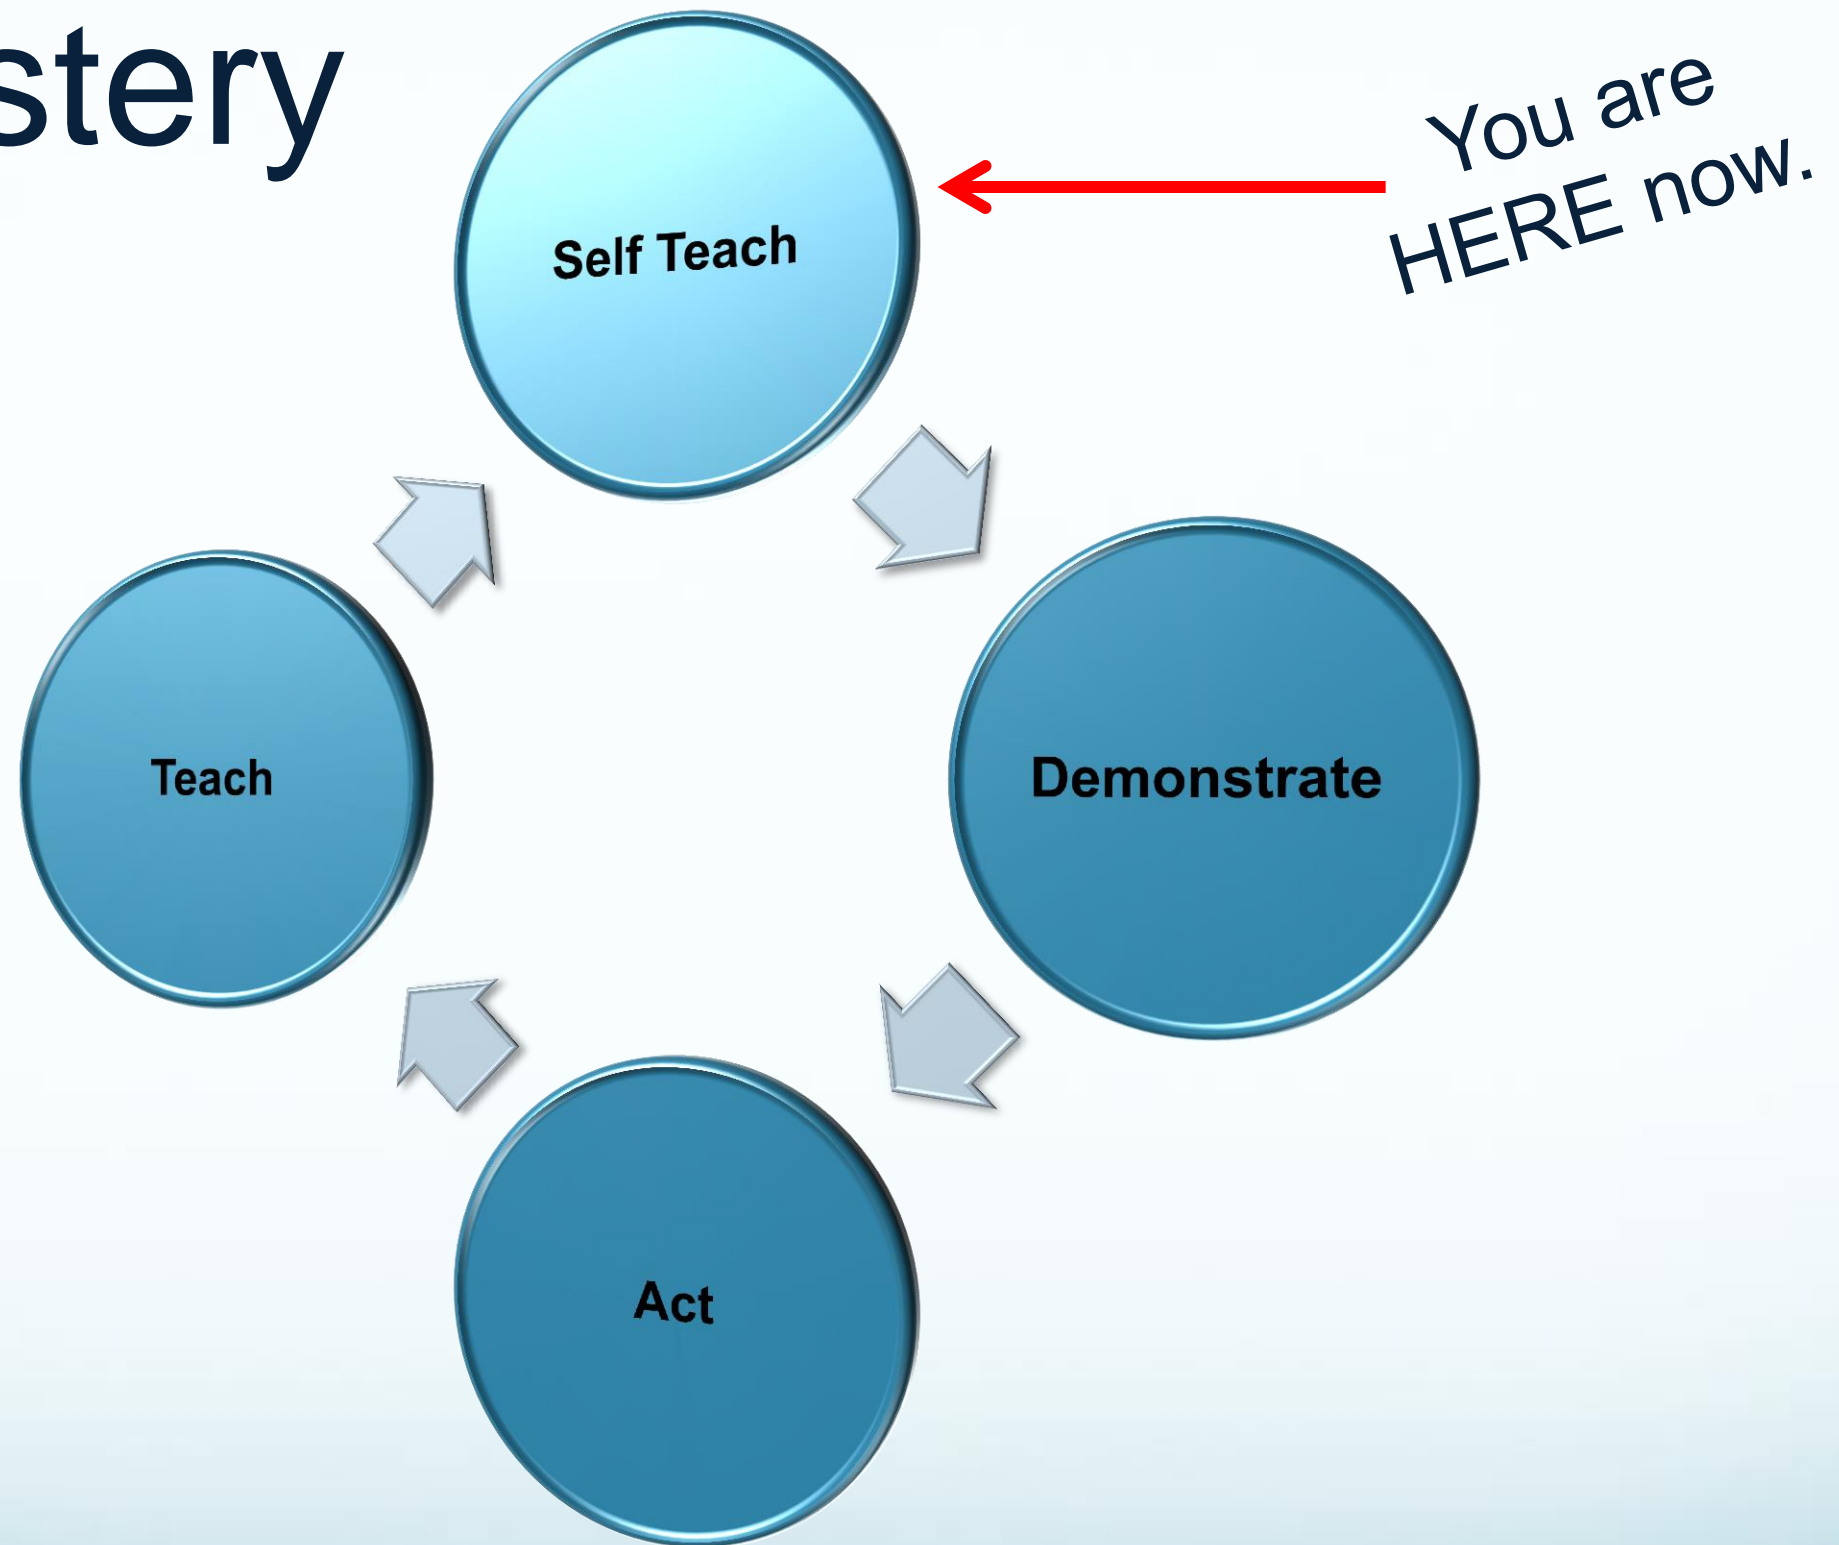 stery
You are
HERE now.
Self Teach
Teach
Demonstrate
Act